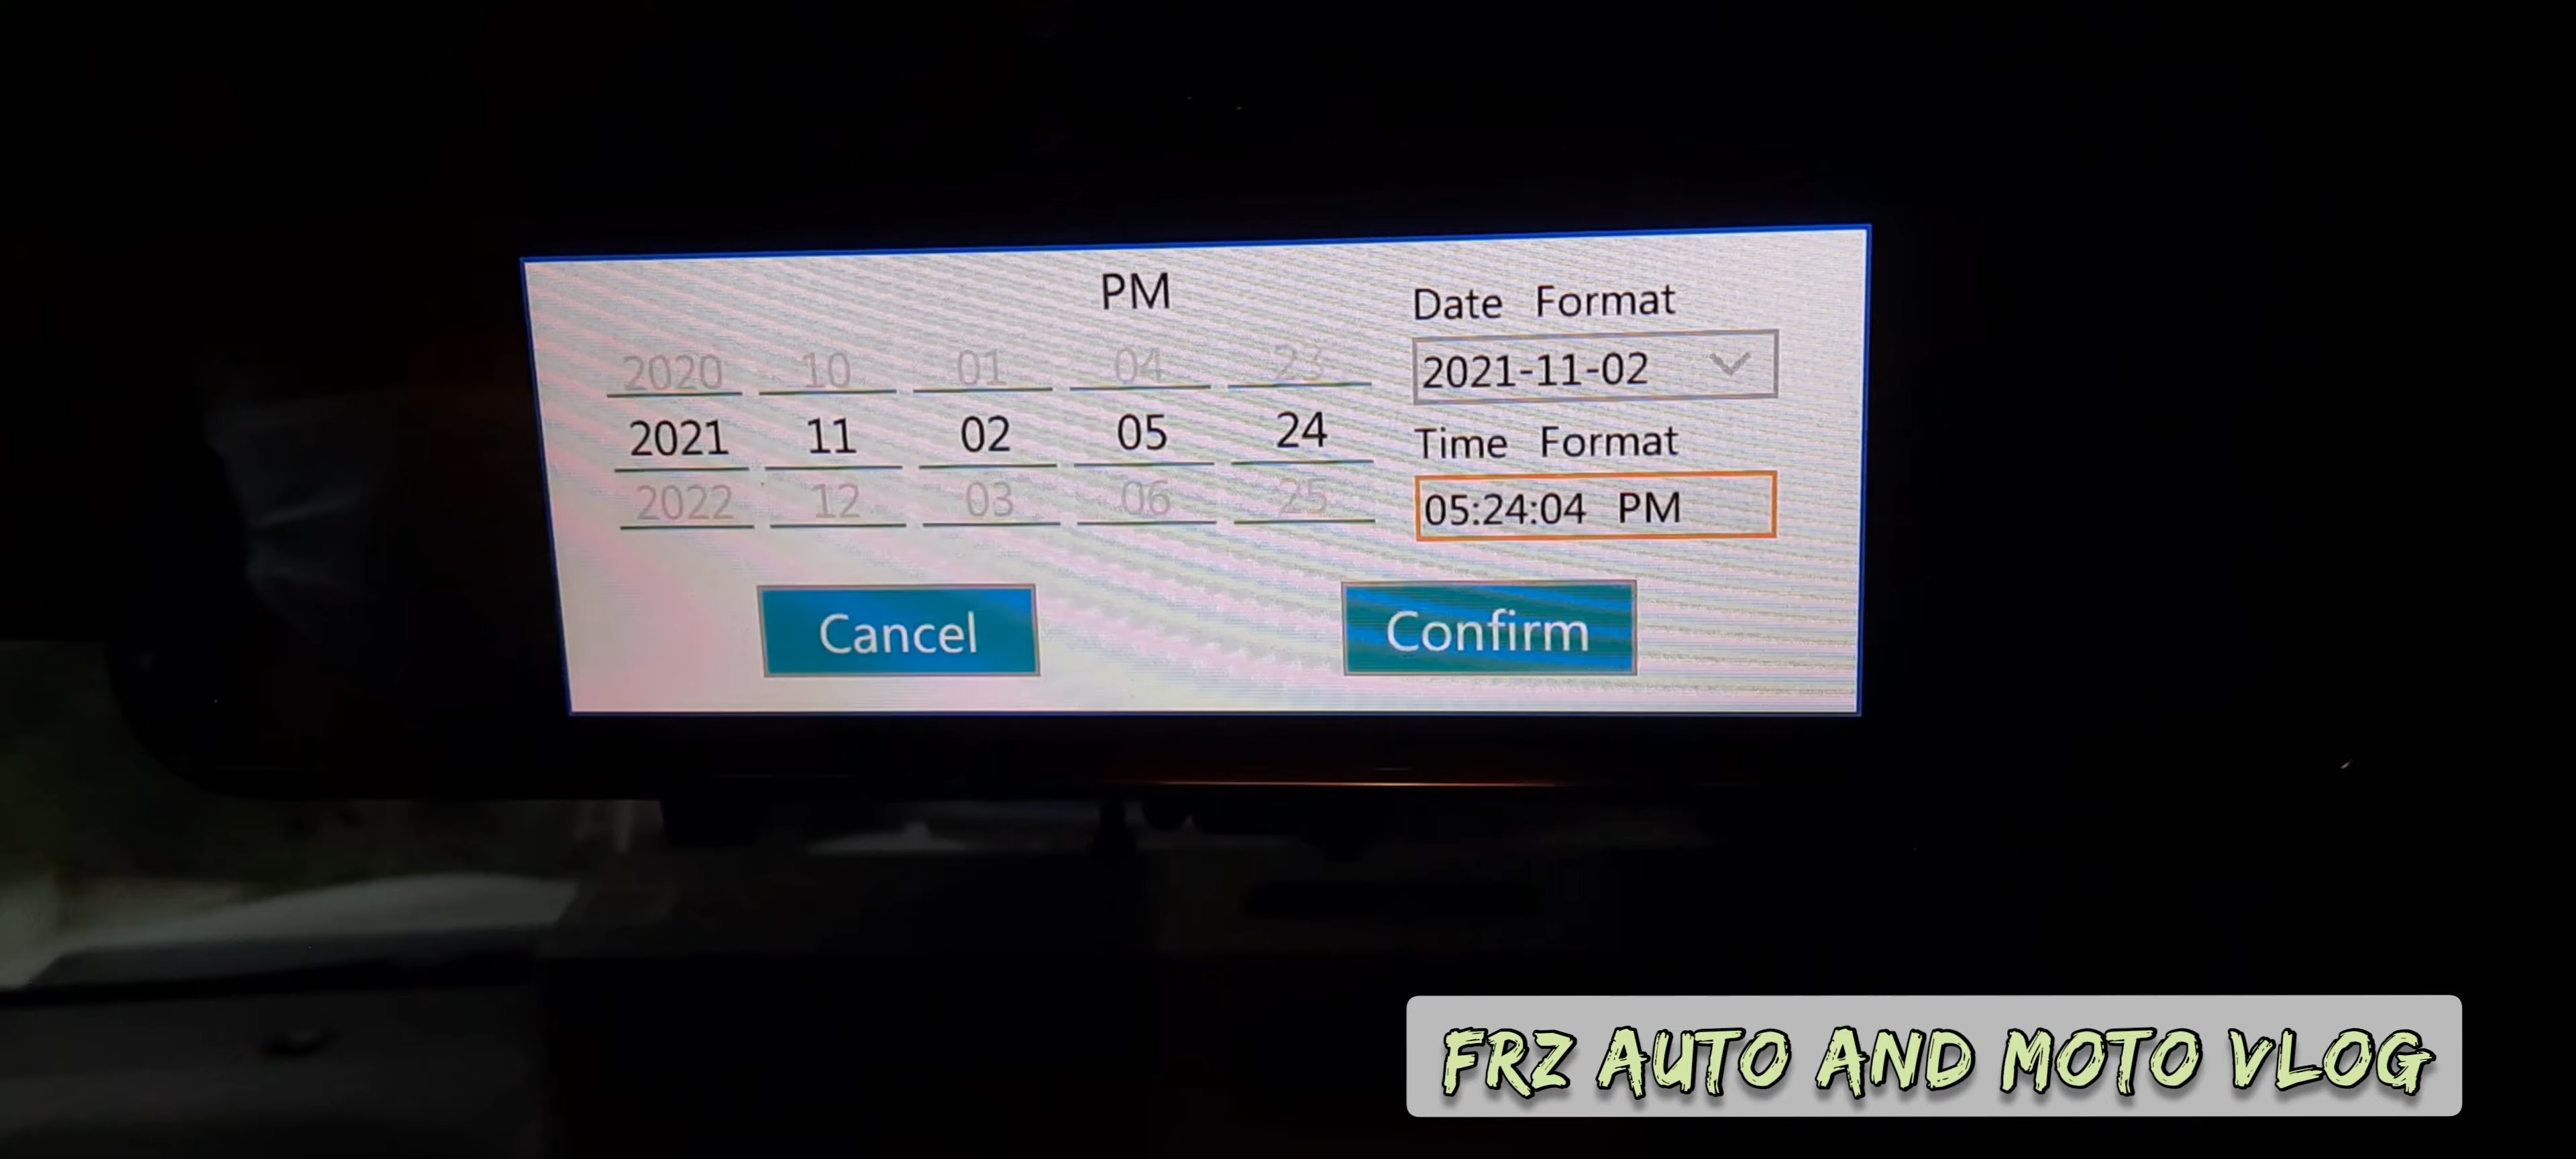 PM
2020 10 01 04 23
2021 11 02 05 24
2022 12 03 06 25
Date Format
2021-11-02
Time Format
05:24:04 PM
Cancel
Confirm
FRZ AUTO AND MOTO VLOG